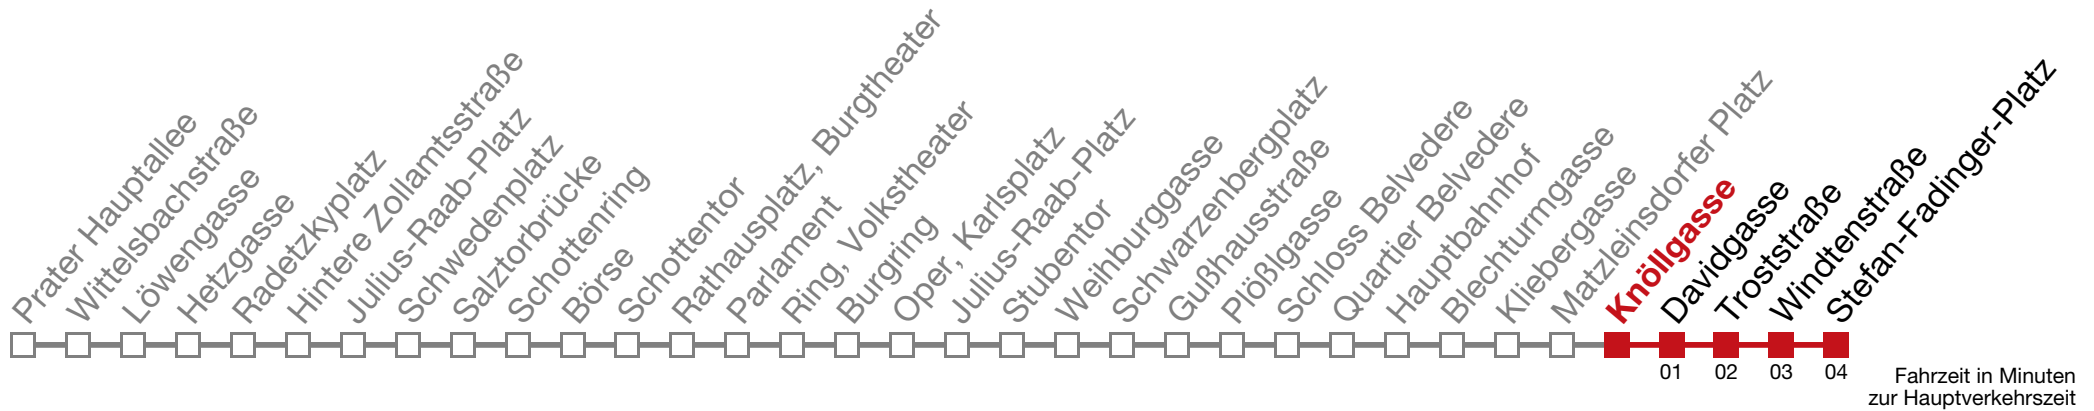 Prater Hauptallee
Wittelsbachstraße
Löwengasse
Hetzgasse
Radetzkyplatz
Hintere Zollamtsstraße
Julius-Raab-Platz
Schwedenplatz
Salztorbrücke
Schottenring
Börse
Schottentor
Rathausplatz, Burgtheater
Parlament
Ring, Volkstheater
Burgring
Oper, Karlsplatz
Julius-Raab-Platz
Stubentor
Weihburggasse
Schwarzenbergplatz
Gußhausstraße
Plößlgasse
Schloss Belvedere
Quartier Belvedere
Hauptbahnhof
Blechturmgasse
Kliebergasse
Matzleinsdorfer Platz
Knöllgasse
Davidgasse
Troststraße
Windtenstraße
Stefan-Fadinger-Platz
01 02 03 04
Fahrzeit in Minuten
zur Hauptverkehrszeit